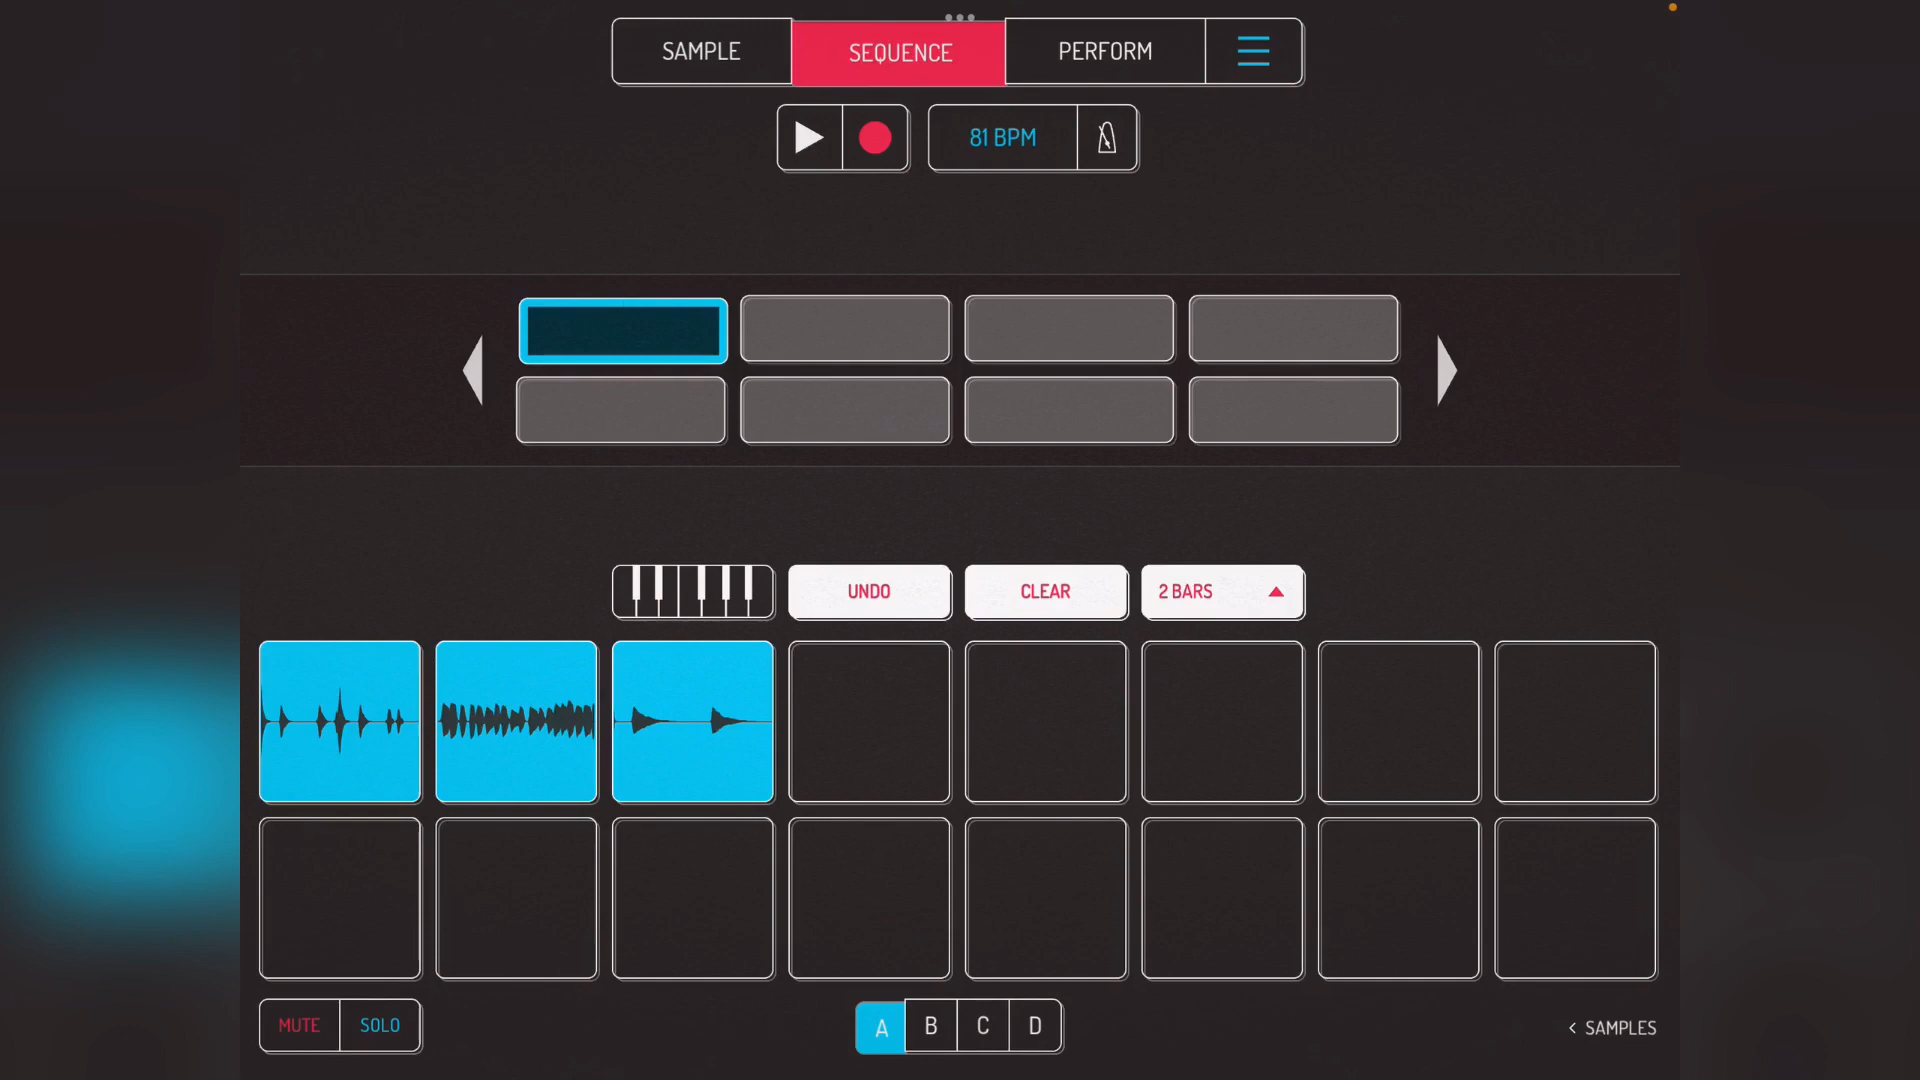 SAMPLE SEQUENCE PERFORM
81 BPM
UNDO CLEAR 2 BARS
MUTE SOLO A B C D < SAMPLES